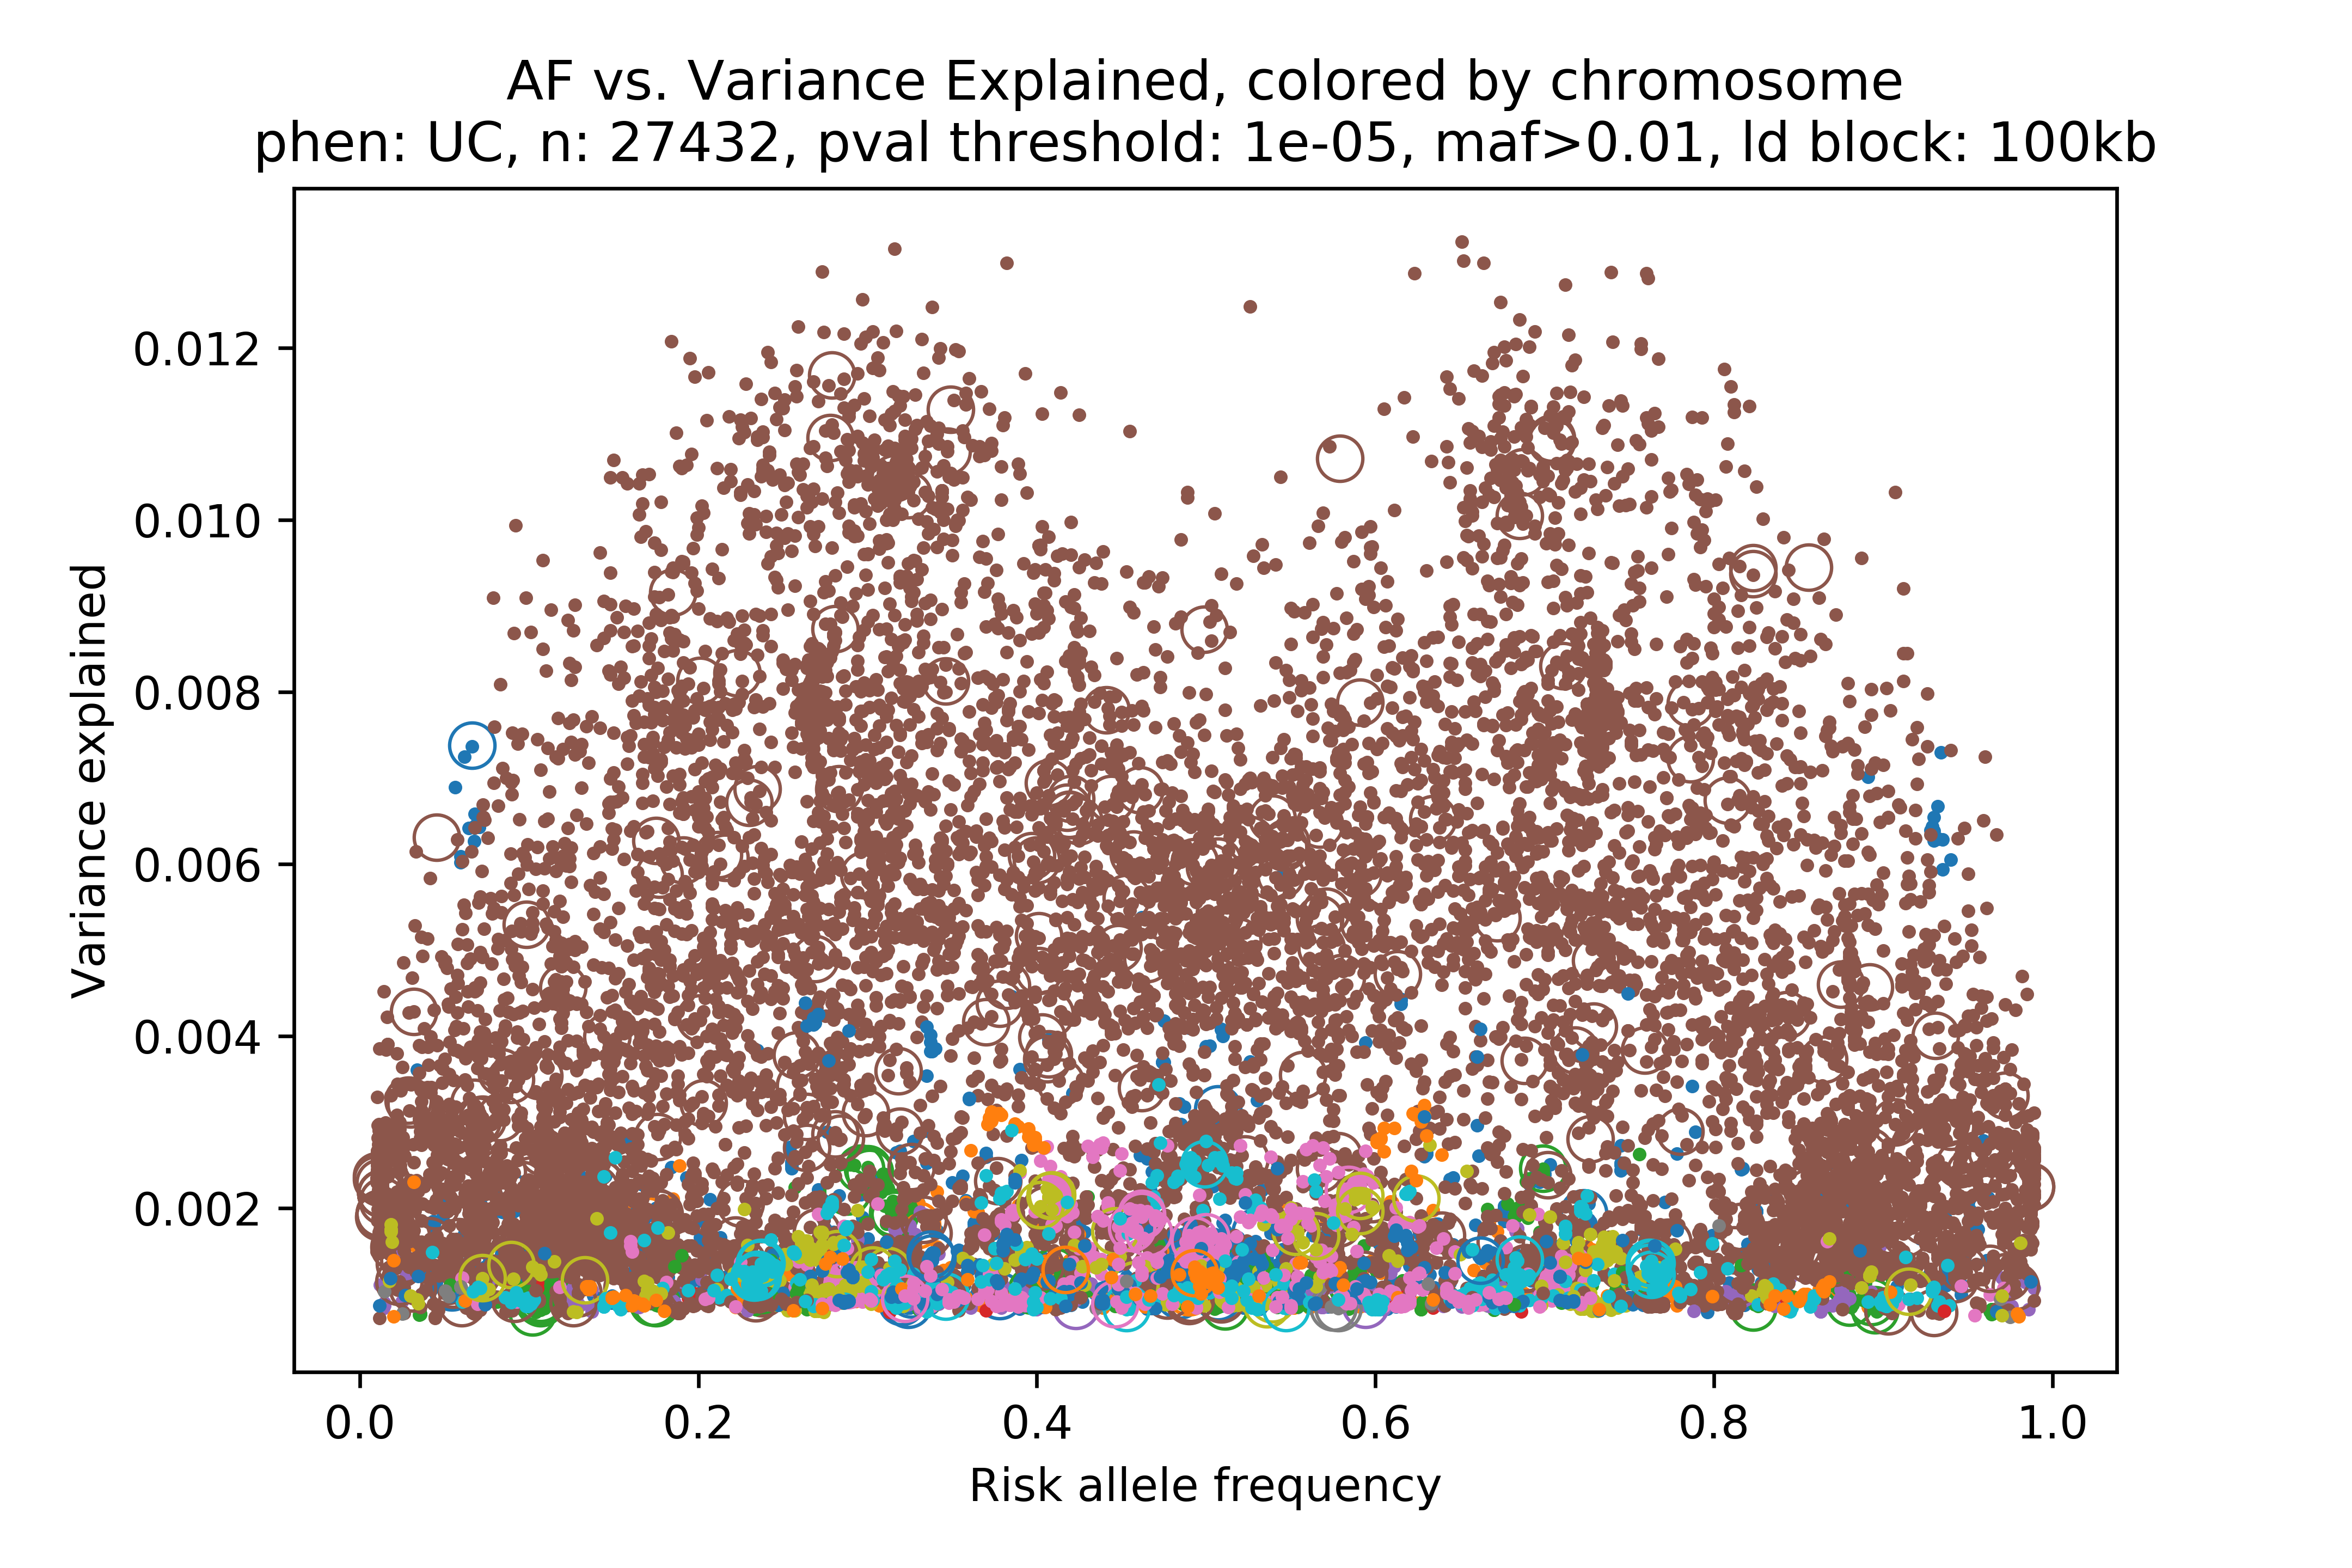 AF vs. Variance Explained, colored by chromosome
phen: UC, n: 27432, pval threshold: 1e-05, maf>0.01, ld block: 100kb
Variance explained
0.012
0.010
0.008
0.006
0.004
0.002
0.0 0.2 0.4 0.6 0.8 1.0
Risk allele frequency